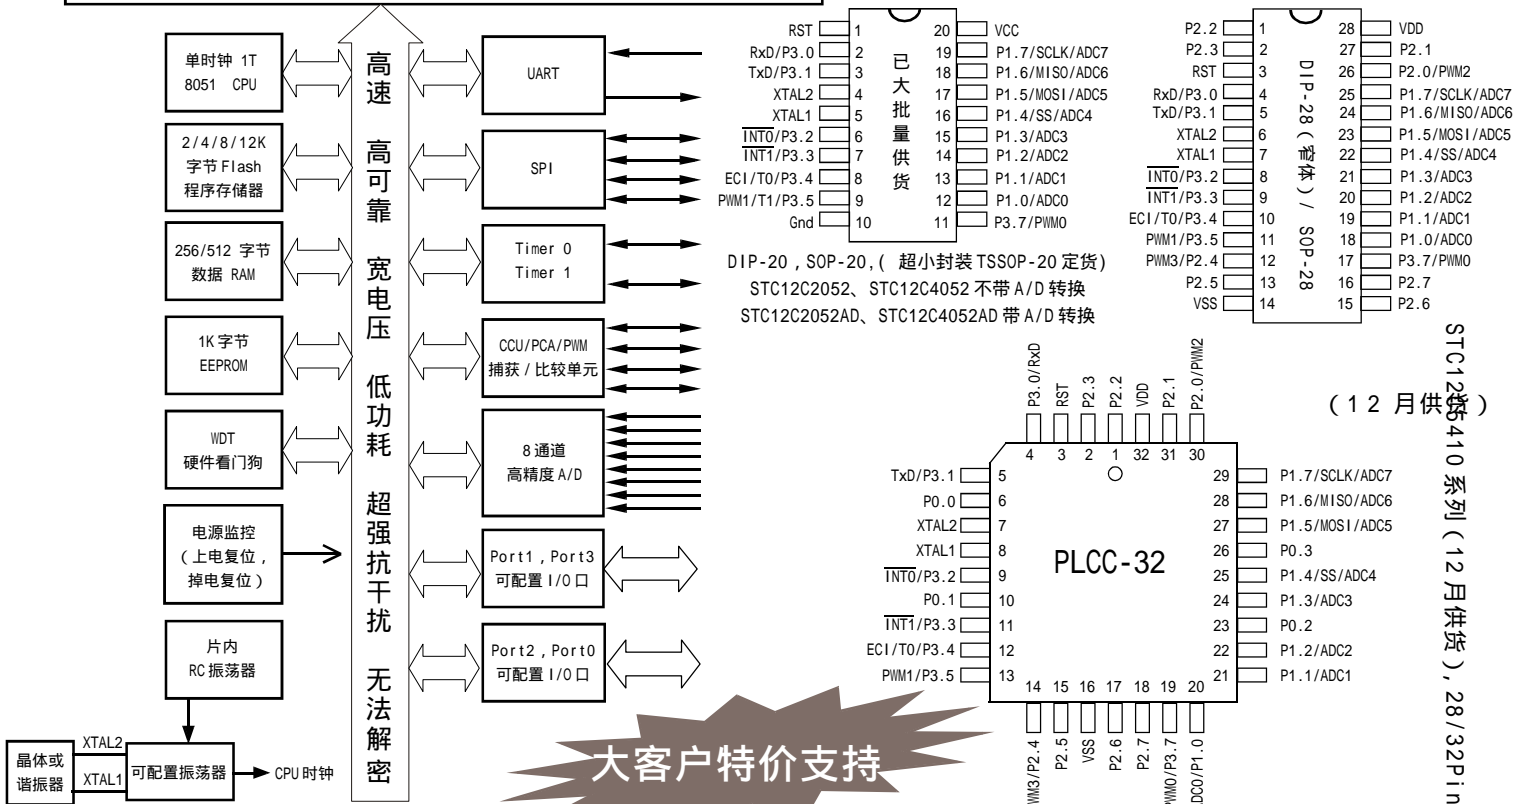 单时钟 1T
8051 CPU
2/4/8/12K
字节Flash
程序存储器
256/512 字节
数据 RAM
1K 字节
EEPROM
WDT
硬件看门狗
电源监控
(上电复位,
掉电复位)
片内
RC 振荡器
晶体或
谐振器
XTAL2
XTAL1
可配置振荡器
CPU 时钟
高速 高可靠 宽电压 低功耗 超强抗干扰 无法解密
UART
SPI
Timer 0
Timer 1
CCU/PCA/PWM
捕获/比较单元
8 通道
高精度 A/D
Port1,Port3
可配置 I/O 口
Port2,Port0
可配置 I/O 口
大客户特价支持
RST 1
RxD/P3.0 2
TxD/P3.1 3
XTAL2 4
XTAL1 5
INT0/P3.2 6
INT1/P3.3 7
ECI/T0/P3.4 8
PWM1/T1/P3.5 9
Gnd 10
已大批量供货
20 VCC
19 P1.7/SCLK/ADC7
18 P1.6/MISO/ADC6
17 P1.5/MOSI/ADC5
16 P1.4/SS/ADC4
15 P1.3/ADC3
14 P1.2/ADC2
13 P1.1/ADC1
12 P1.0/ADC0
11 P3.7/PWM0
DIP-20,SOP-20,( 超小封装 TSSOP-20 定货)
STC12C2052、STC12C4052 不带 A/D 转换
STC12C2052AD、STC12C4052AD 带 A/D 转换
P2.2 1
P2.3 2
RST 3
RxD/P3.0 4
TxD/P3.1 5
XTAL2 6
XTAL1 7
INT0/P3.2 8
INT1/P3.3 9
ECI/T0/P3.4 10
PWM1/P3.5 11
PWM3/P2.4 12
P2.5 13
VSS 14
DIP-28(窄体)/ SOP-28
28 VDD
27 P2.1
26 P2.0/PWM2
25 P1.7/SCLK/ADC7
24 P1.6/MISO/ADC6
23 P1.5/MOSI/ADC5
22 P1.4/SS/ADC4
21 P1.3/ADC3
20 P1.2/ADC2
19 P1.1/ADC1
18 P1.0/ADC0
17 P3.7/PWM0
16 P2.7
15 P2.6
(12 月供货)
P3.0/RxD 4
RST 3
P2.3 2
P2.2 1
VDD 32
P2.1 31
P2.0/PWM2 30
TxD/P3.1 5
P0.0 6
XTAL2 7
XTAL1 8
INT0/P3.2 9
P0.1 10
INT1/P3.3 11
ECI/T0/P3.4 12
PWM1/P3.5 13
PLCC-32
29 P1.7/SCLK/ADC7
28 P1.6/MISO/ADC6
27 P1.5/MOSI/ADC5
26 P0.3
25 P1.4/SS/ADC4
24 P1.3/ADC3
23 P0.2
22 P1.2/ADC2
21 P1.1/ADC1
14 WM3/P2.4
15 P2.5
16 VSS
17 P2.6
18 P2.7
19 WM0/P3.7
20 DC0/P1.0
STC12C5410 系列(12月供货),28/32Pin